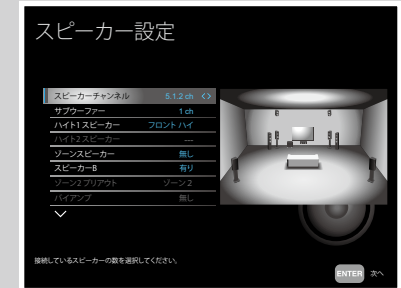 スピーカー設定
スピーカーチャンネル 5.1.2 ch
サブウーファー 1 ch
ハイト1 スピーカー フロント ハイ
ハイト2 スピーカー ---
ゾーンスピーカー 無し
スピーカーB 有り
ゾーン2 プリアウト ゾーン 2
バイアンプ 無し
接続しているスピーカーの数を選択してください。
ENTER 次へ